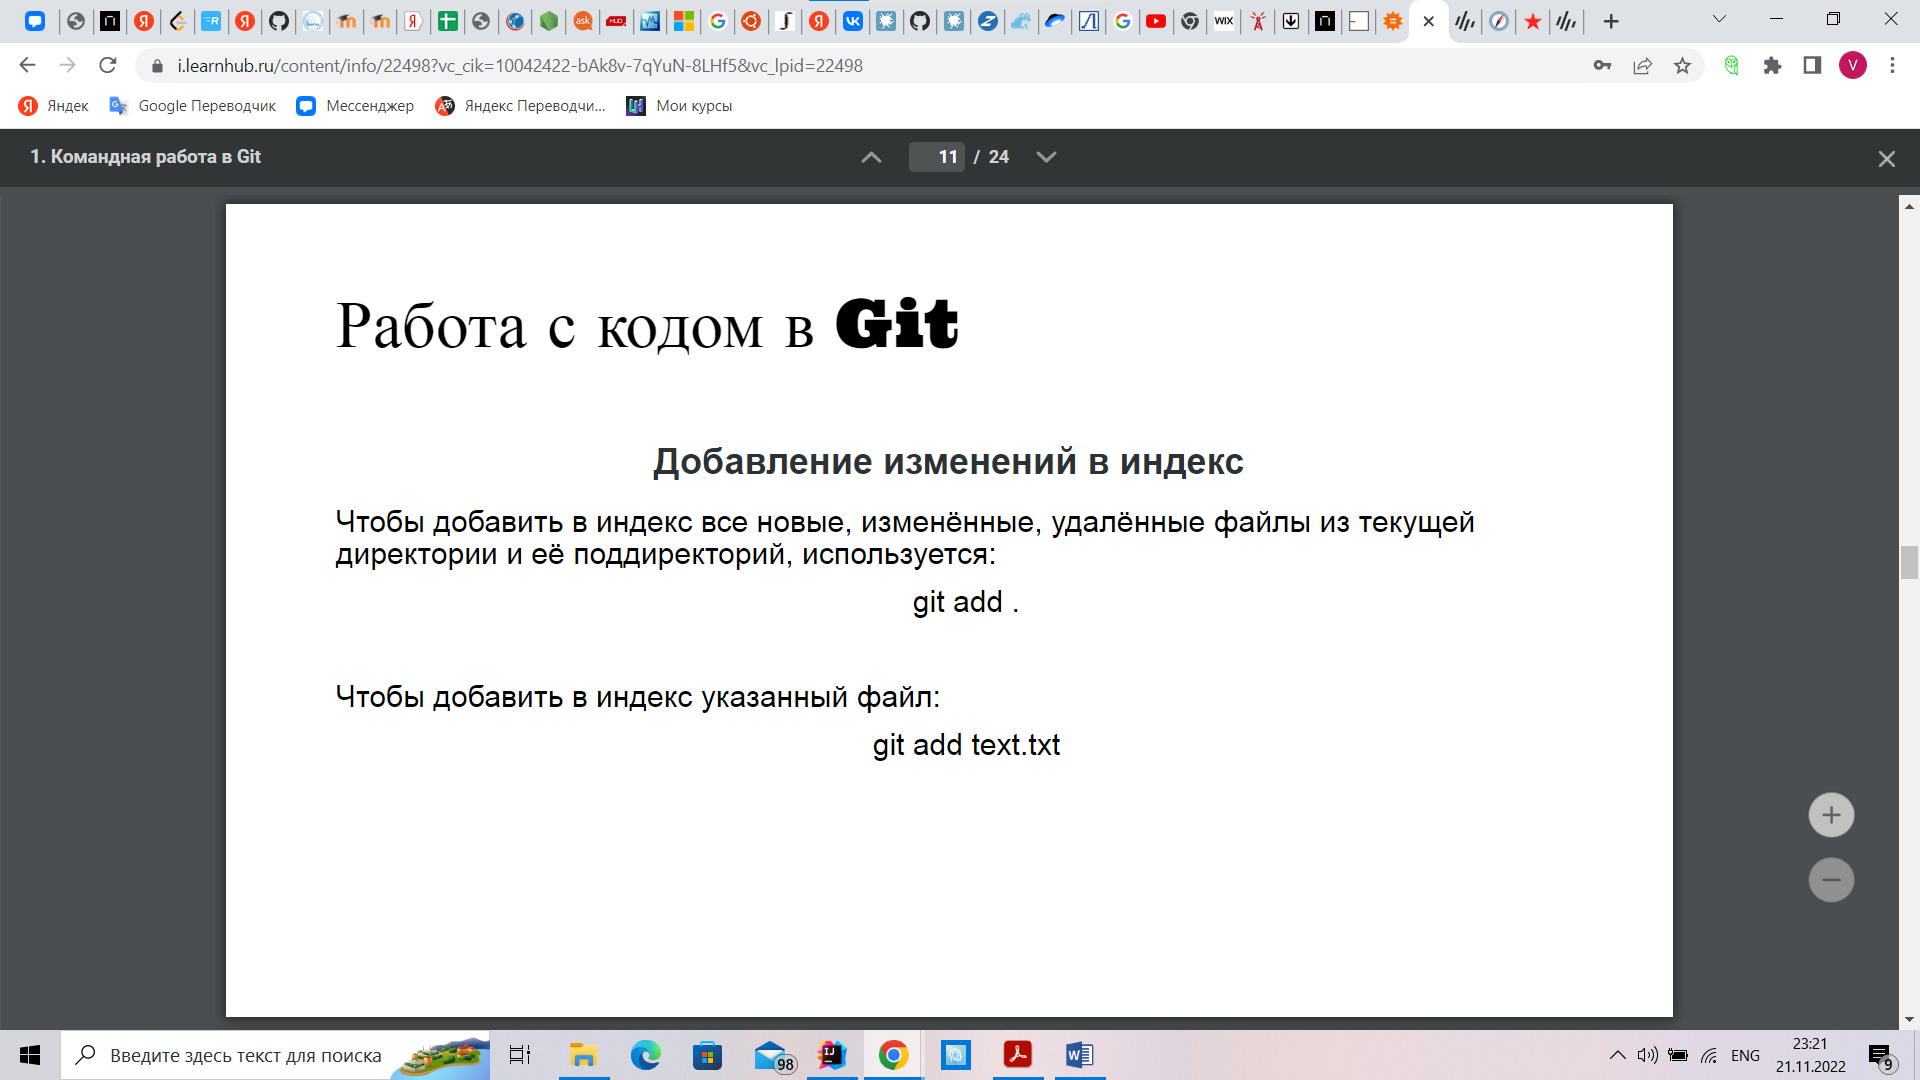 i.learnhub.ru/content/info/22498?vc_cik=10042422-bAk8v-7qYuN-8LHf5&vc_lpid=22498
V
Яндек
Google Переводчик
Мессенджер
Яндекс Переводчи...
Мои курсы
1. Командная работа в Git
11 / 24
Работа с кодом в Git
Добавление изменений в индекс
Чтобы добавить в индекс все новые, изменённые, удалённые файлы из текущей
директории и её поддиректорий, используется:
git add .
Чтобы добавить в индекс указанный файл:
git add text.txt
Введите здесь текст для поиска
98
ENG
23:21
21.11.2022
9